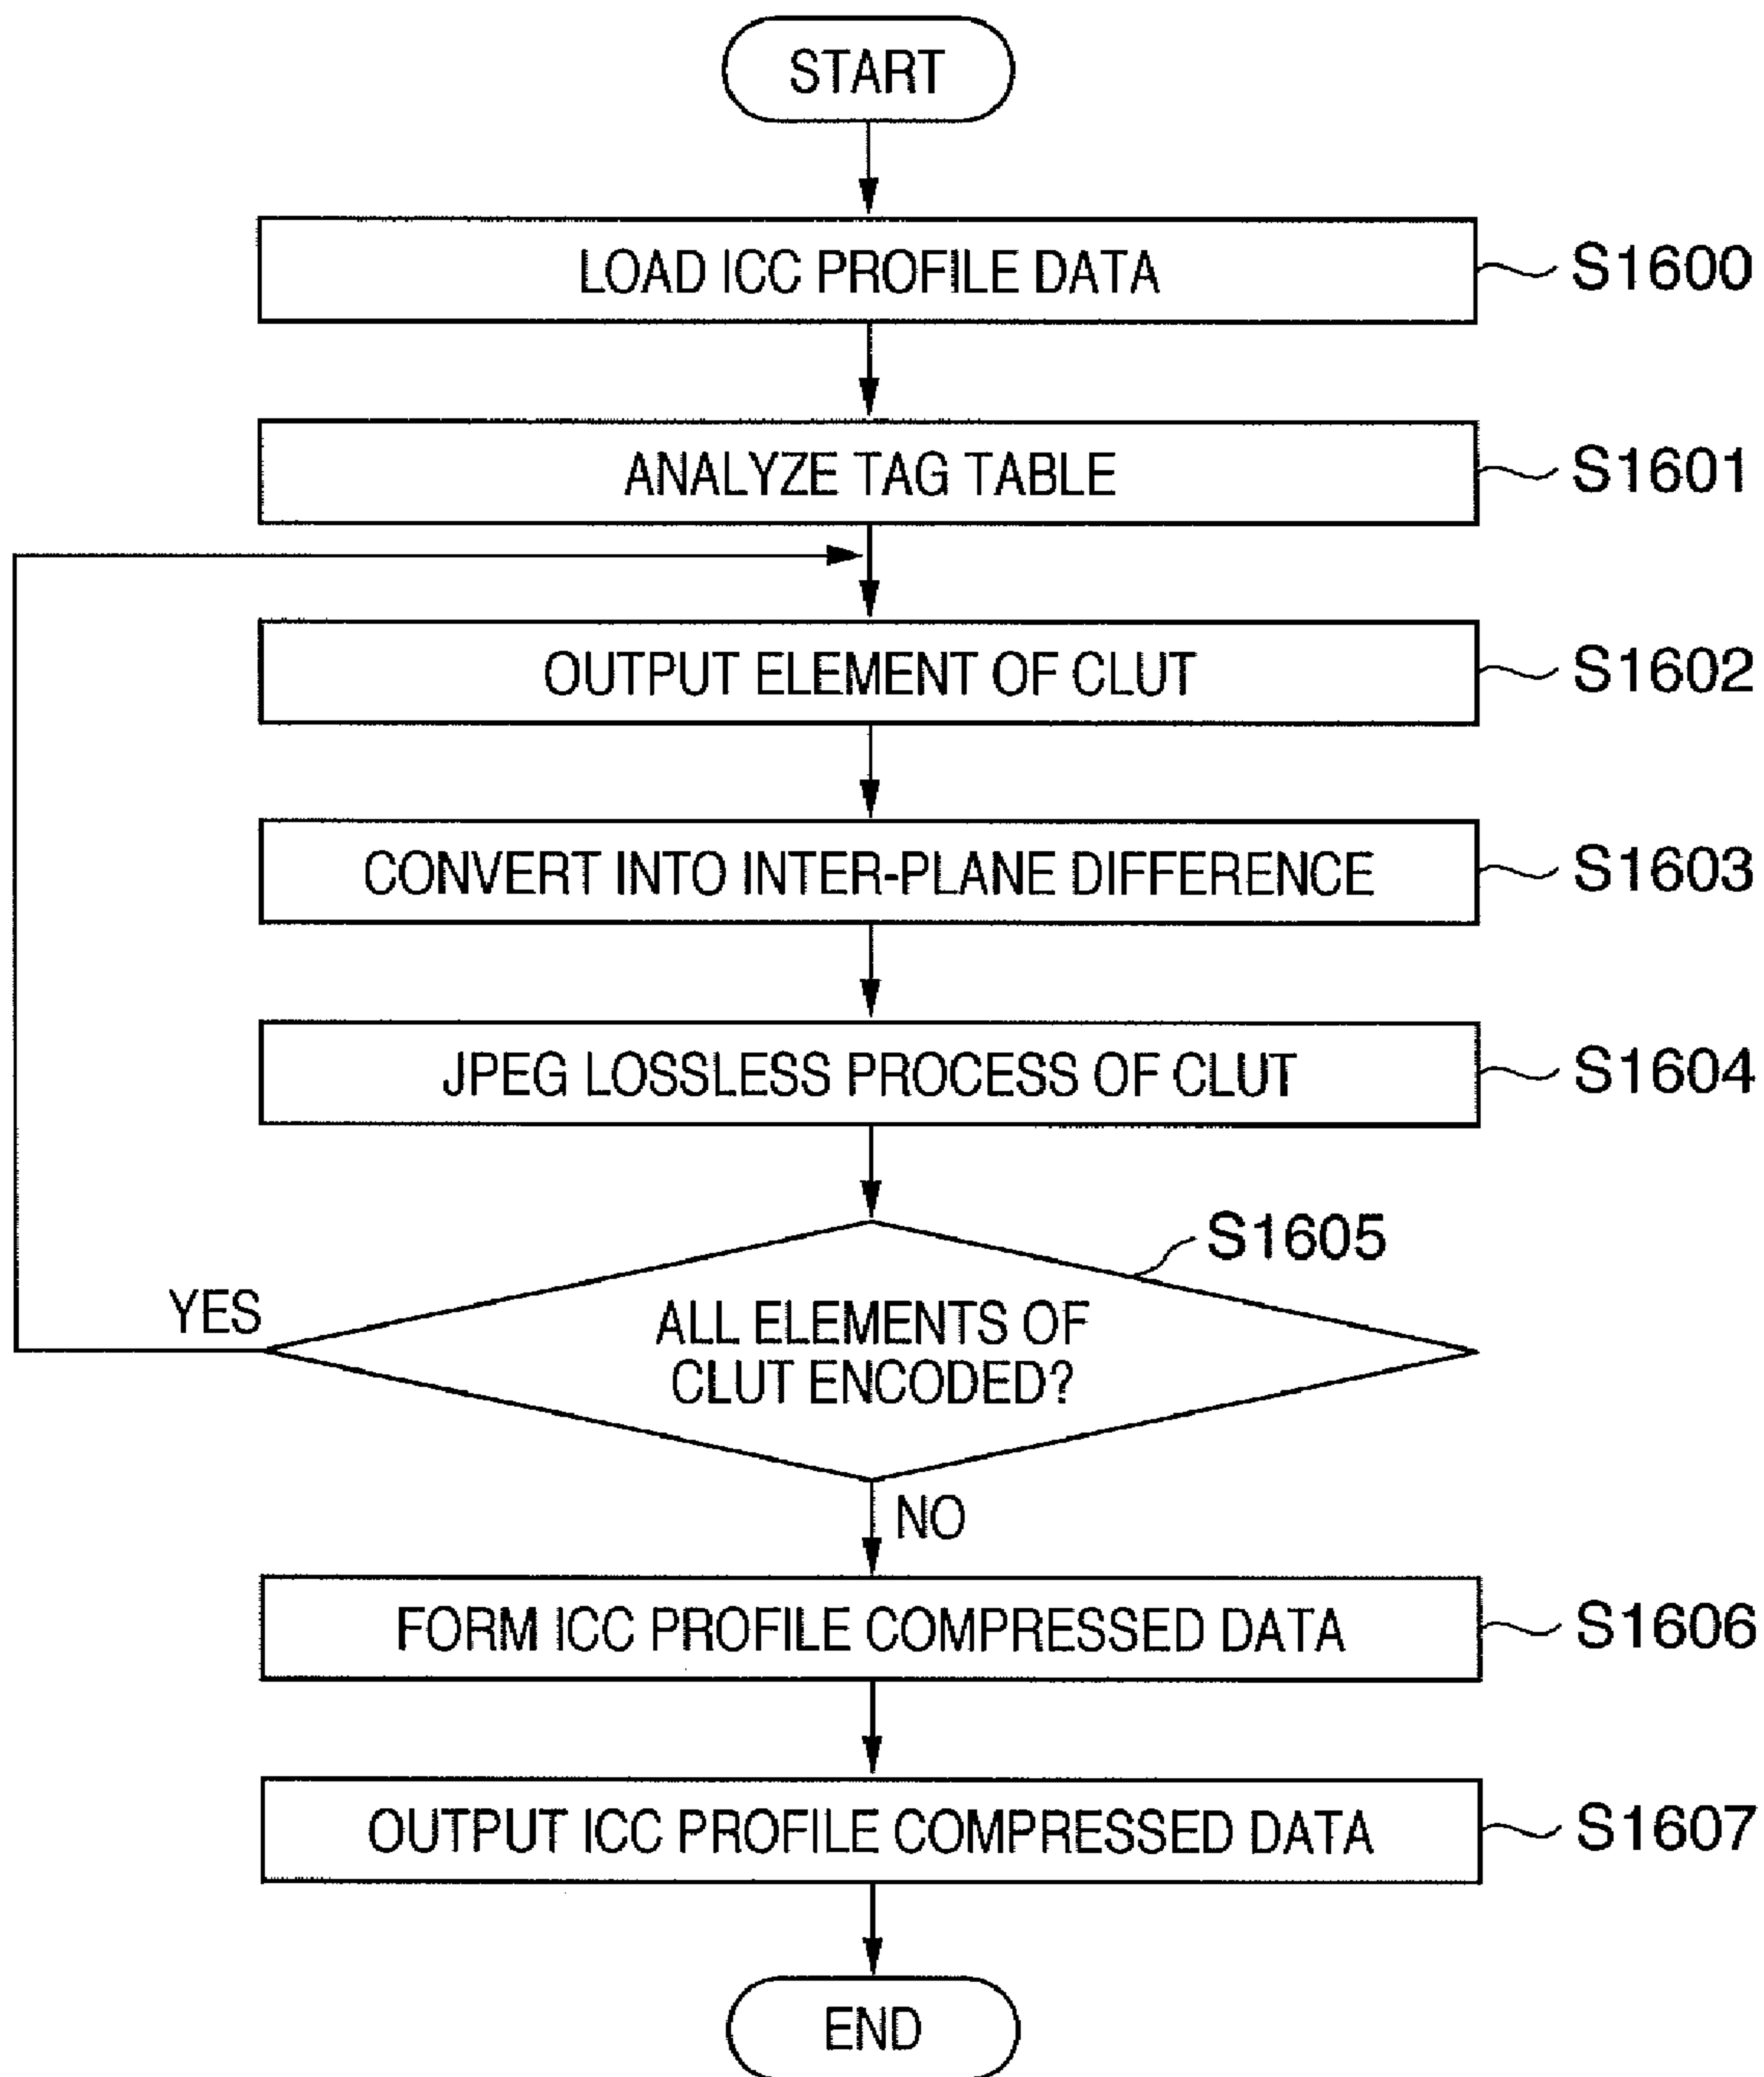 START
LOAD ICC PROFILE DATA
S1600
ANALYZE TAG TABLE
S1601
OUTPUT ELEMENT OF CLUT
S1602
CONVERT INTO INTER-PLANE DIFFERENCE
S1603
JPEG LOSSLESS PROCESS OF CLUT
S1604
S1605
YES
ALL ELEMENTS OF
CLUT ENCODED?
NO
FORM ICC PROFILE COMPRESSED DATA
S1606
OUTPUT ICC PROFILE COMPRESSED DATA
S1607
END